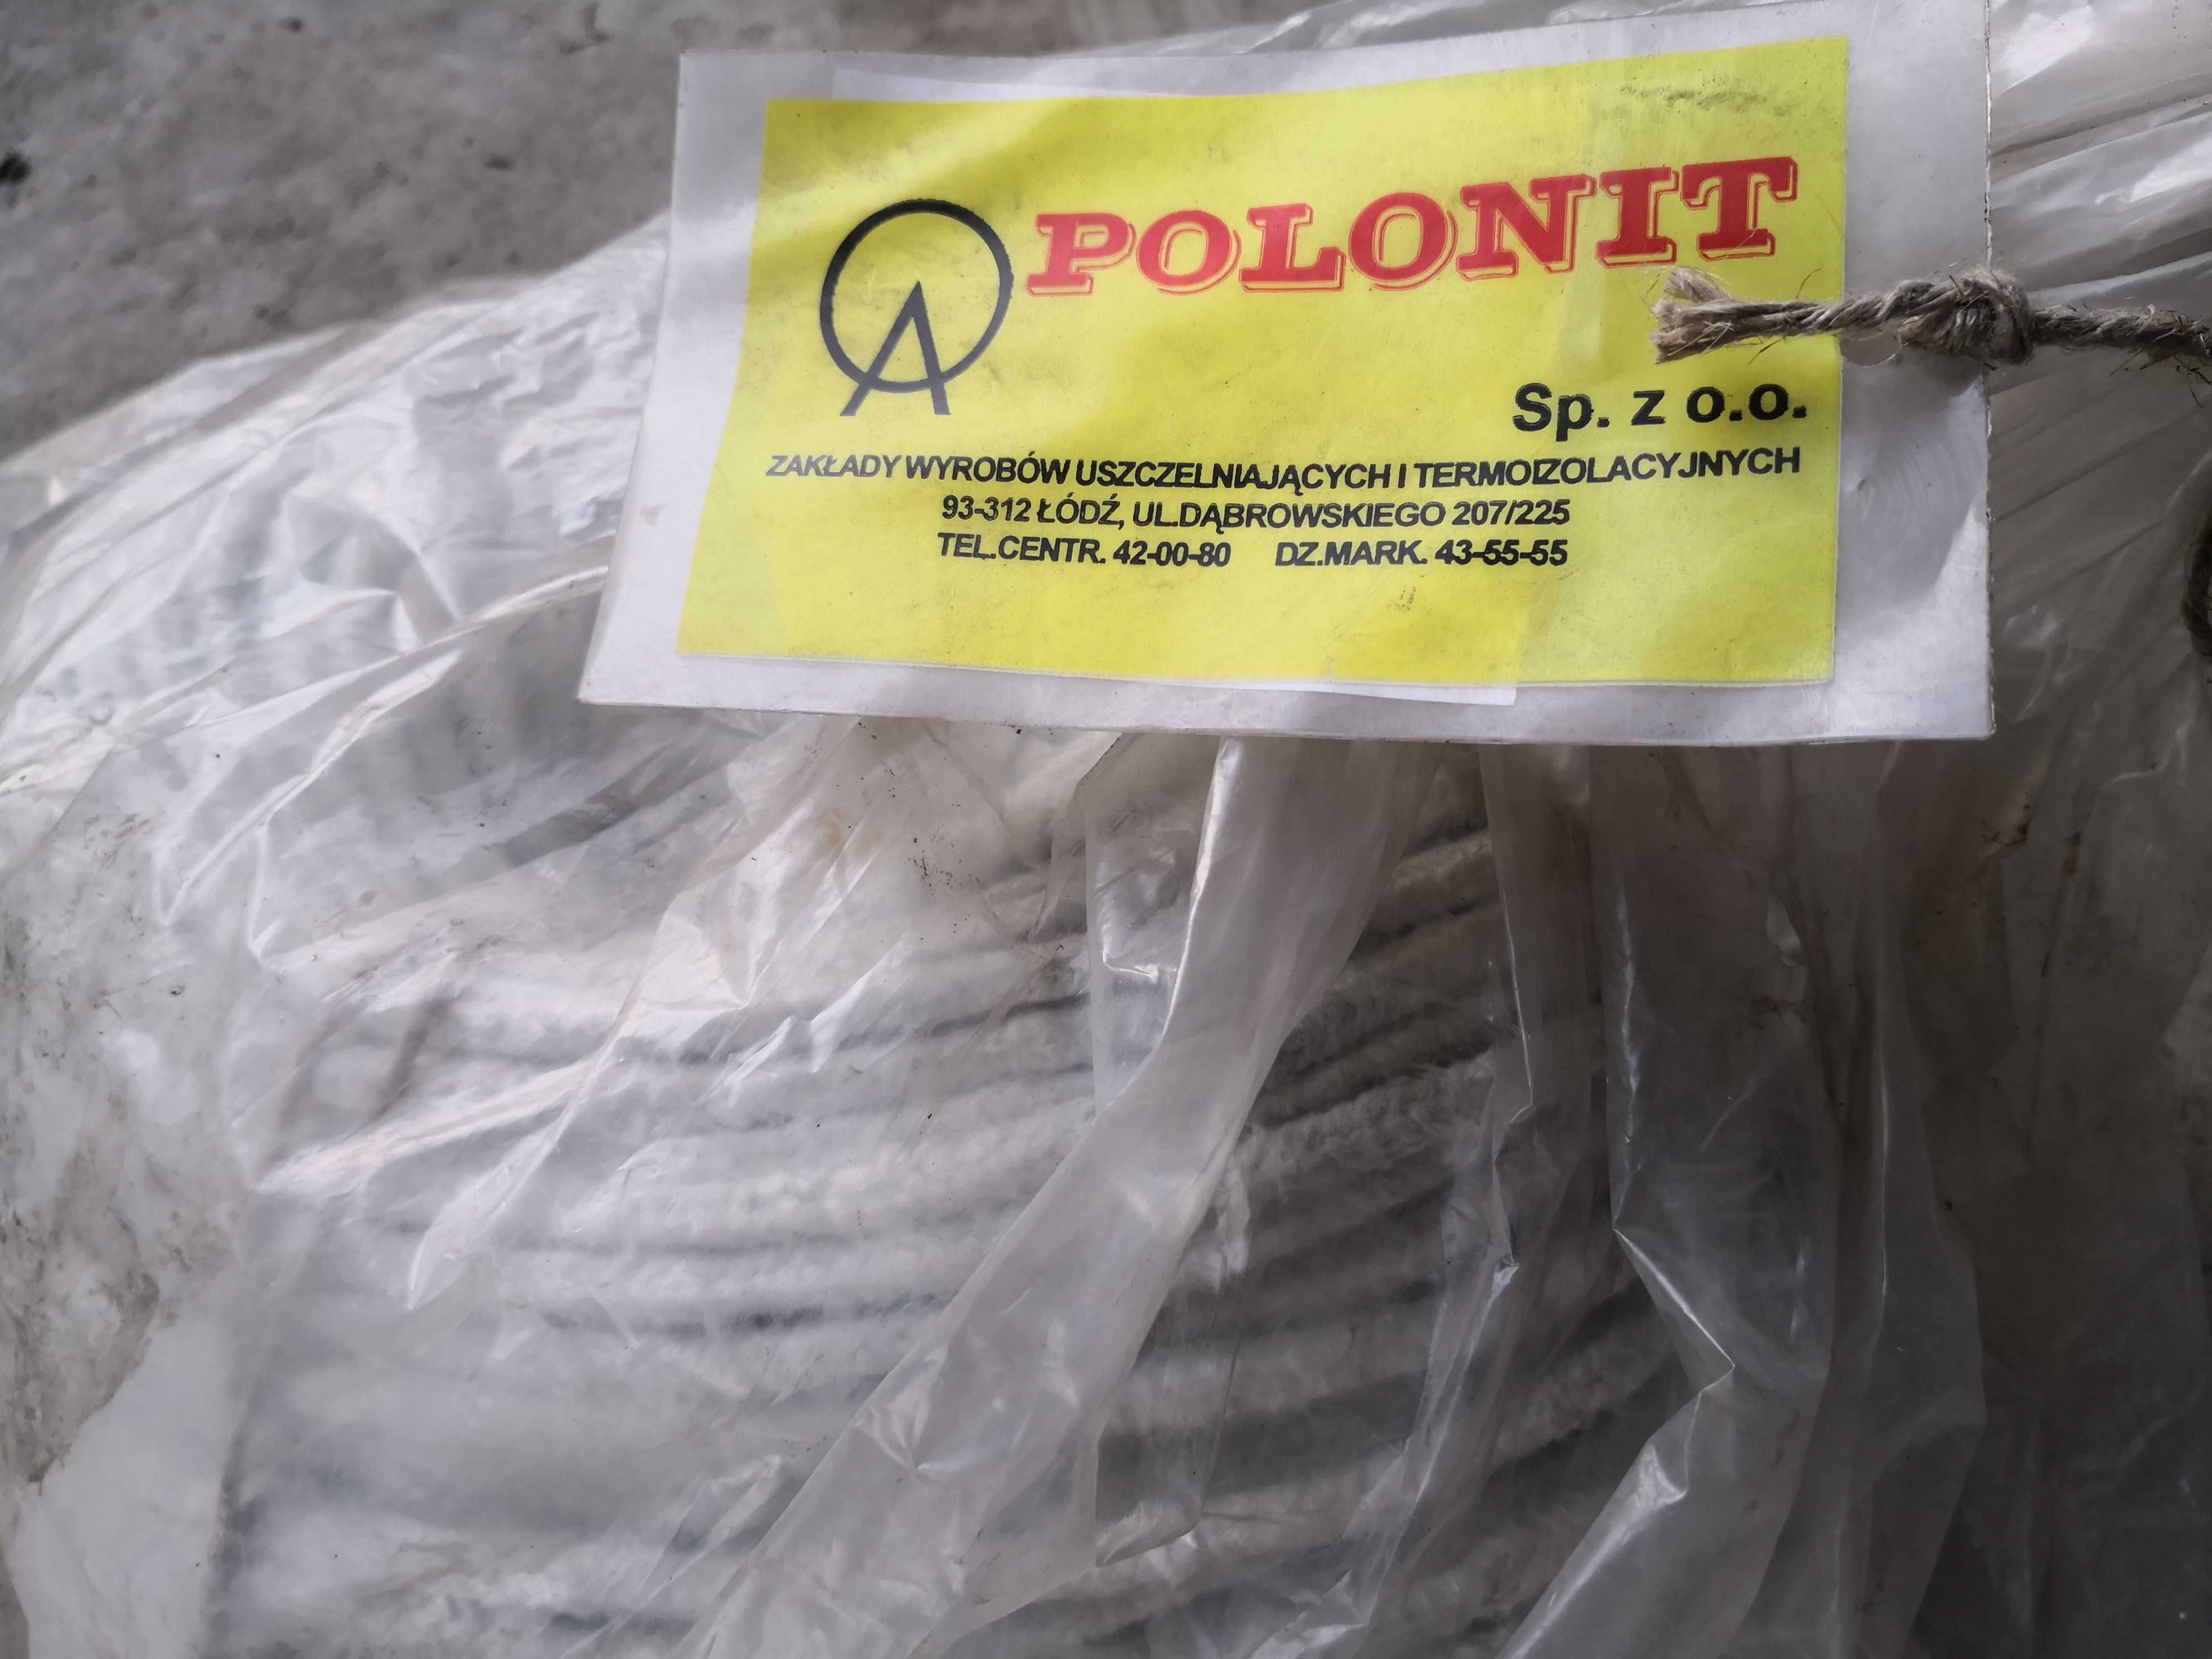 POLONIT
Sp. z o.o.
ZAKŁADY WYROBÓW USZCZELNIAJĄCYCH I TERMOIZOLACYJNYCH
93-312 ŁÓDŹ, UL.DĄBROWSKIEGO 207/225
TEL.CENTR. 42-00-80 DZ.MARK. 43-55-55